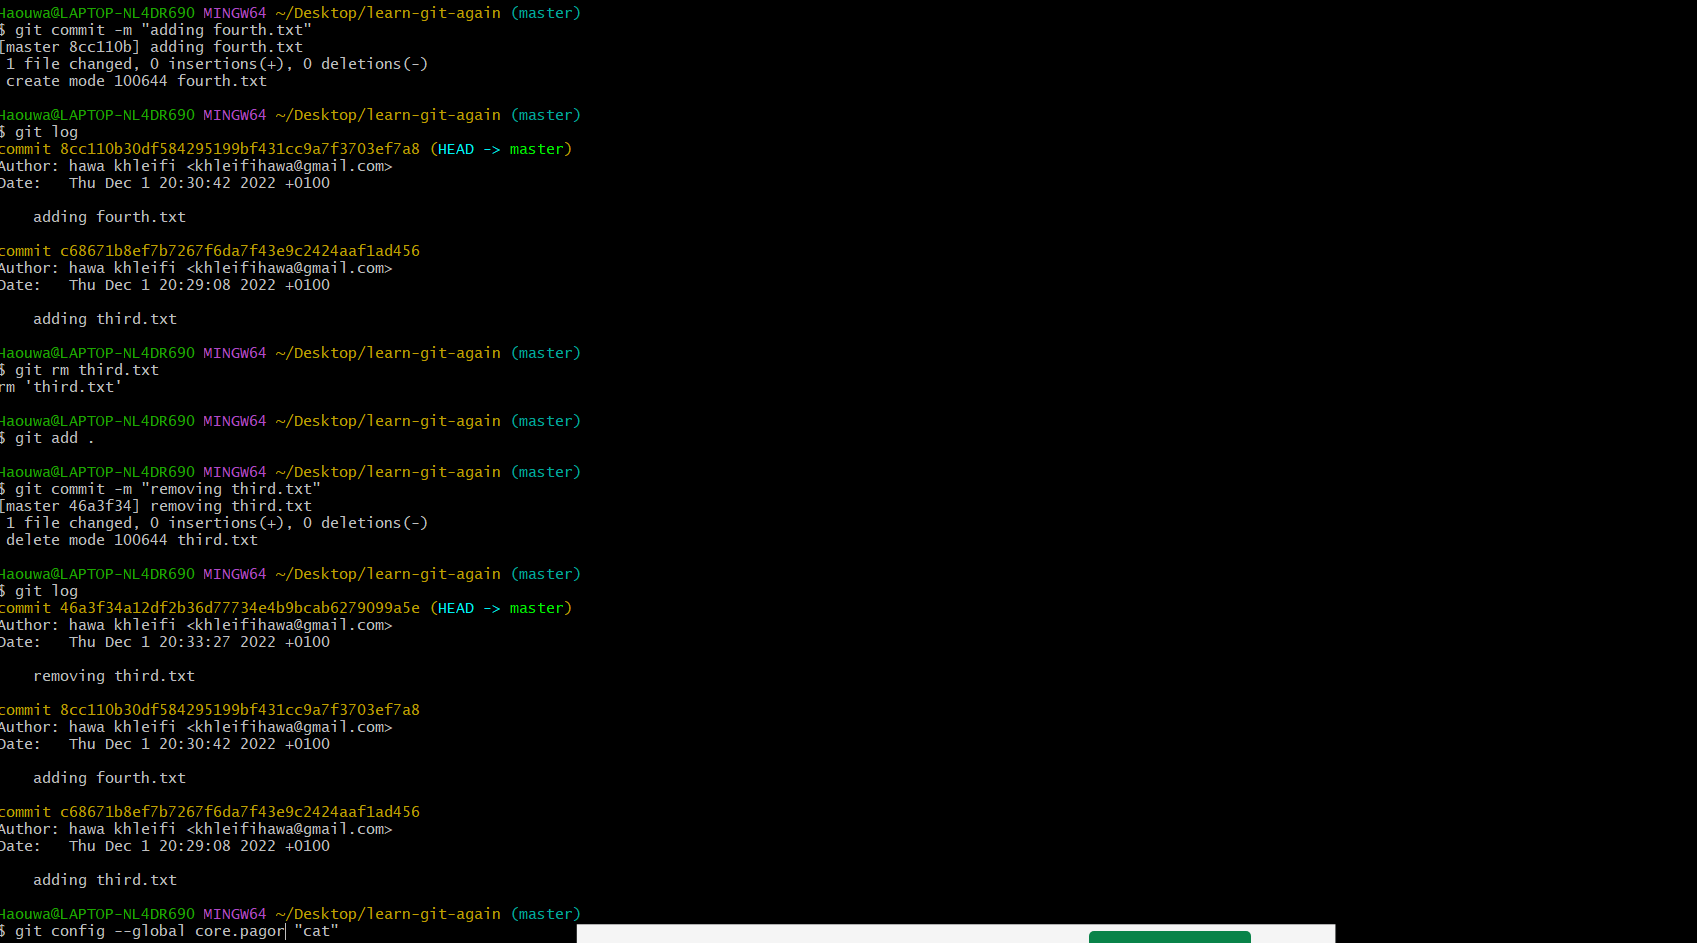 Haouwa@LAPTOP-NL4DR69O MINGW64 ~/Desktop/learn-git-again (master)
$ git commit -m "adding fourth.txt"
[master 8cc110b] adding fourth.txt
 1 file changed, 0 insertions(+), 0 deletions(-)
 create mode 100644 fourth.txt

Haouwa@LAPTOP-NL4DR69O MINGW64 ~/Desktop/learn-git-again (master)
$ git log
commit 8cc110b30df584295199bf431cc9a7f3703ef7a8 (HEAD -> master)
Author: hawa khleifi <khleifihawa@gmail.com>
Date:   Thu Dec 1 20:30:42 2022 +0100

    adding fourth.txt

commit c68671b8ef7b7267f6da7f43e9c2424aaf1ad456
Author: hawa khleifi <khleifihawa@gmail.com>
Date:   Thu Dec 1 20:29:08 2022 +0100

    adding third.txt

Haouwa@LAPTOP-NL4DR69O MINGW64 ~/Desktop/learn-git-again (master)
$ git rm third.txt
rm 'third.txt'

Haouwa@LAPTOP-NL4DR69O MINGW64 ~/Desktop/learn-git-again (master)
$ git add .

Haouwa@LAPTOP-NL4DR69O MINGW64 ~/Desktop/learn-git-again (master)
$ git commit -m "removing third.txt"
[master 46a3f34] removing third.txt
 1 file changed, 0 insertions(+), 0 deletions(-)
 delete mode 100644 third.txt

Haouwa@LAPTOP-NL4DR69O MINGW64 ~/Desktop/learn-git-again (master)
$ git log
commit 46a3f34a12df2b36d77734e4b9bcab6279099a5e (HEAD -> master)
Author: hawa khleifi <khleifihawa@gmail.com>
Date:   Thu Dec 1 20:33:27 2022 +0100

    removing third.txt

commit 8cc110b30df584295199bf431cc9a7f3703ef7a8
Author: hawa khleifi <khleifihawa@gmail.com>
Date:   Thu Dec 1 20:30:42 2022 +0100

    adding fourth.txt

commit c68671b8ef7b7267f6da7f43e9c2424aaf1ad456
Author: hawa khleifi <khleifihawa@gmail.com>
Date:   Thu Dec 1 20:29:08 2022 +0100

    adding third.txt

Haouwa@LAPTOP-NL4DR69O MINGW64 ~/Desktop/learn-git-again (master)
$ git config --global core.pagor "cat"